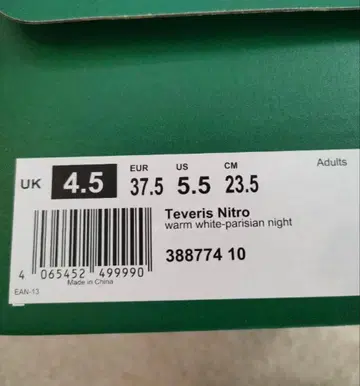 Adults
EUR US CM
UK 4.5 37.5 5.5 23.5
Teveris Nitro
warm white-parisian night
388774 10
4 065452 499990
Made in China
EAN-13